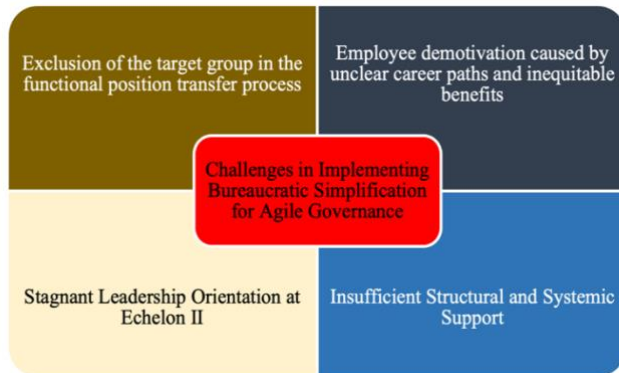 Exclusion of the target group in the
functional position transfer process
Employee demotivation caused by
unclear career paths and inequitable
benefits
Challenges in Implementing
Bureaucratic Simplification
for Agile Governance
Stagnant Leadership Orientation at
Echelon II
Insufficient Structural and Systemic
Support